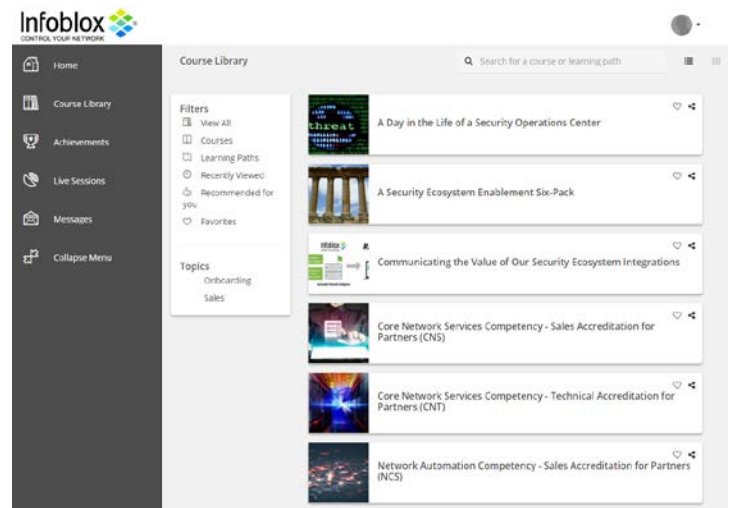 Infoblox
CONTROL YOUR NETWORK
Home
Course Library
Achievements
Live Sessions
Messages
Collapse Menu
Course Library
Search for a course or learning path
Filters
View All
Courses
Learning Paths
Recently Viewed
Recommended for
you
Favorites
Topics
Onboarding
Sales
threat
A Day in the Life of a Security Operations Center
A Security Ecosystem Enablement Six-Pack
Infoblox
Communicating the Value of Our Security Ecosystem Integrations
Core Network Services Competency - Sales Accreditation for
Partners (CNS)
Core Network Services Competency - Technical Accreditation for
Partners (CNT)
Network Automation Competency - Sales Accreditation for Partners
(NCS)